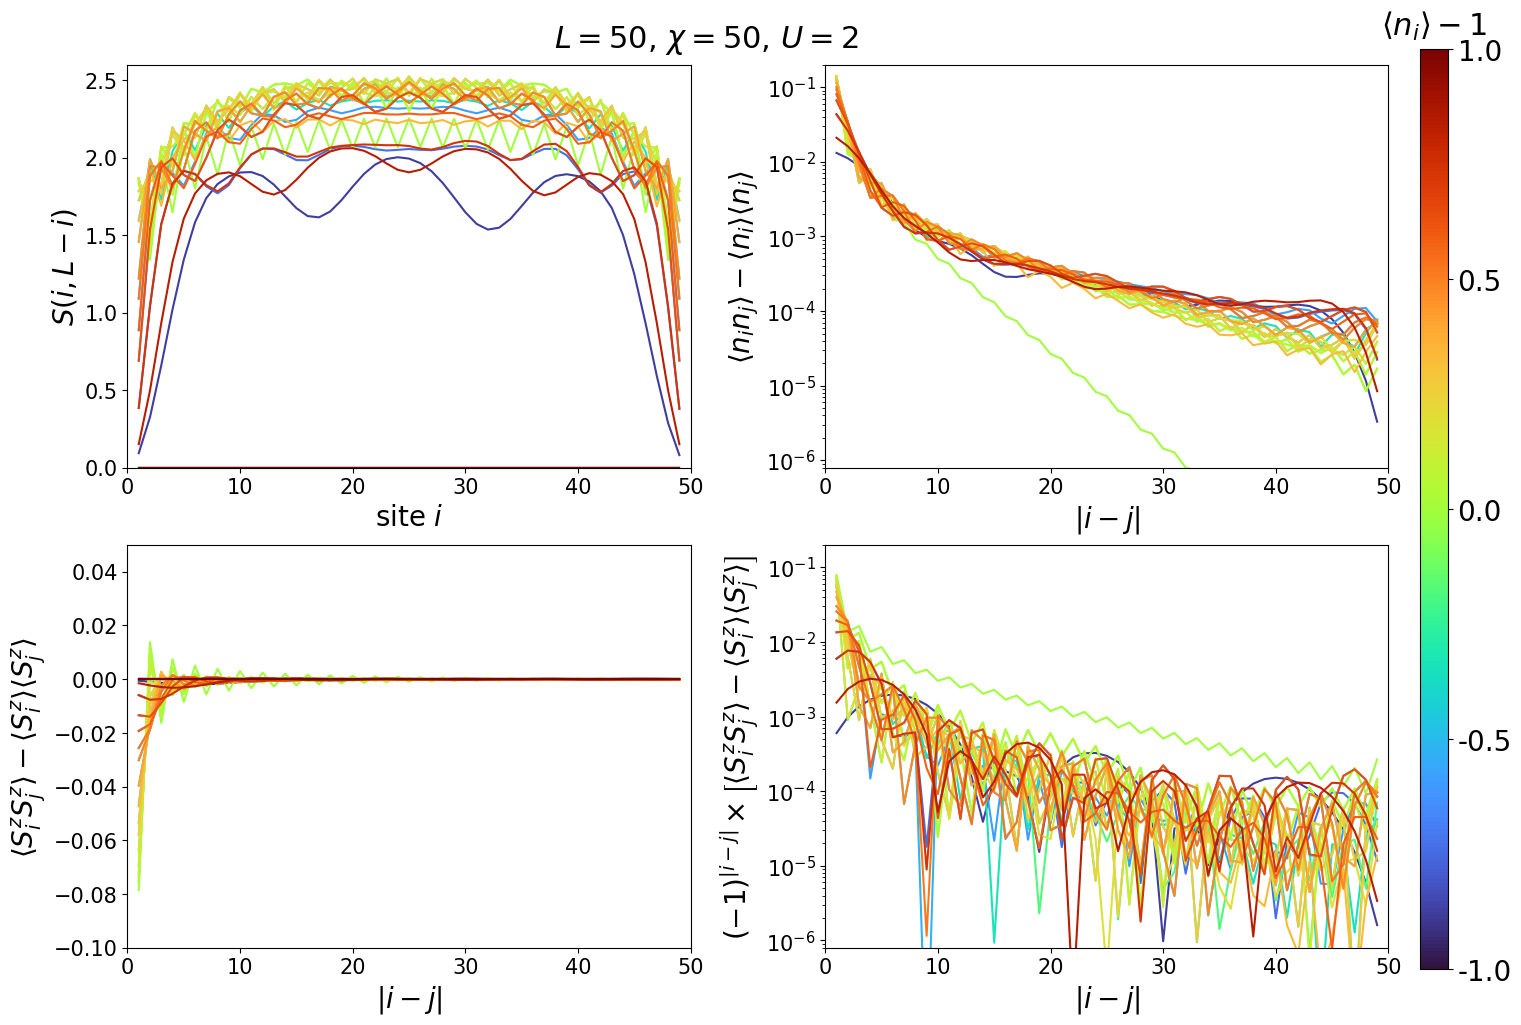 L = 50, χ = 50, U = 2
⟨n_i⟩ − 1
S(i, L − i)
2.5
2.0
1.5
1.0
0.5
0.0
0 10 20 30 40 50
site i
⟨n_i n_j⟩ − ⟨n_i⟩⟨n_j⟩
10^{-1}
10^{-2}
10^{-3}
10^{-4}
10^{-5}
10^{-6}
0 10 20 30 40 50
|i − j|
⟨S_i^z S_j^z⟩ − ⟨S_i^z⟩⟨S_j^z⟩
0.04
0.02
0.00
−0.02
−0.04
−0.06
−0.08
−0.10
0 10 20 30 40 50
|i − j|
(−1)^{|i−j|} × [⟨S_i^z S_j^z⟩ − ⟨S_i^z⟩⟨S_j^z⟩]
10^{-1}
10^{-2}
10^{-3}
10^{-4}
10^{-5}
10^{-6}
0 10 20 30 40 50
|i − j|
1.0
0.5
0.0
-0.5
-1.0